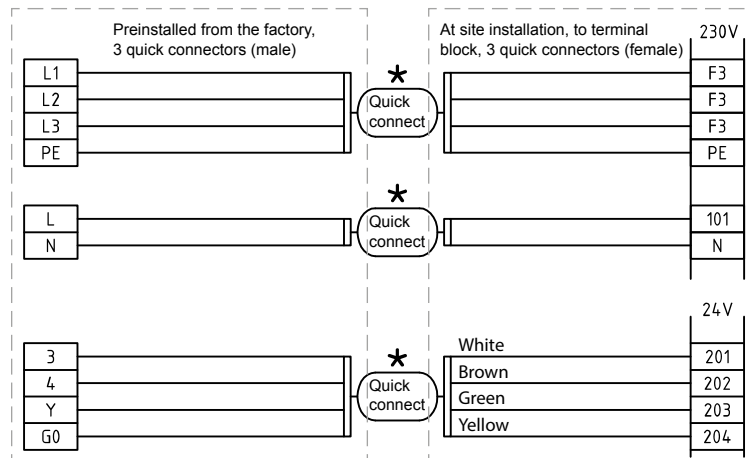 Preinstalled from the factory,
3 quick connectors (male)
At site installation, to terminal
block, 3 quick connectors (female)
230V
L1
L2
L3
PE
*
Quick
connect
F3
F3
F3
PE
L
N
*
Quick
connect
101
N
24V
3
4
Y
G0
*
Quick
connect
White
Brown
Green
Yellow
201
202
203
204